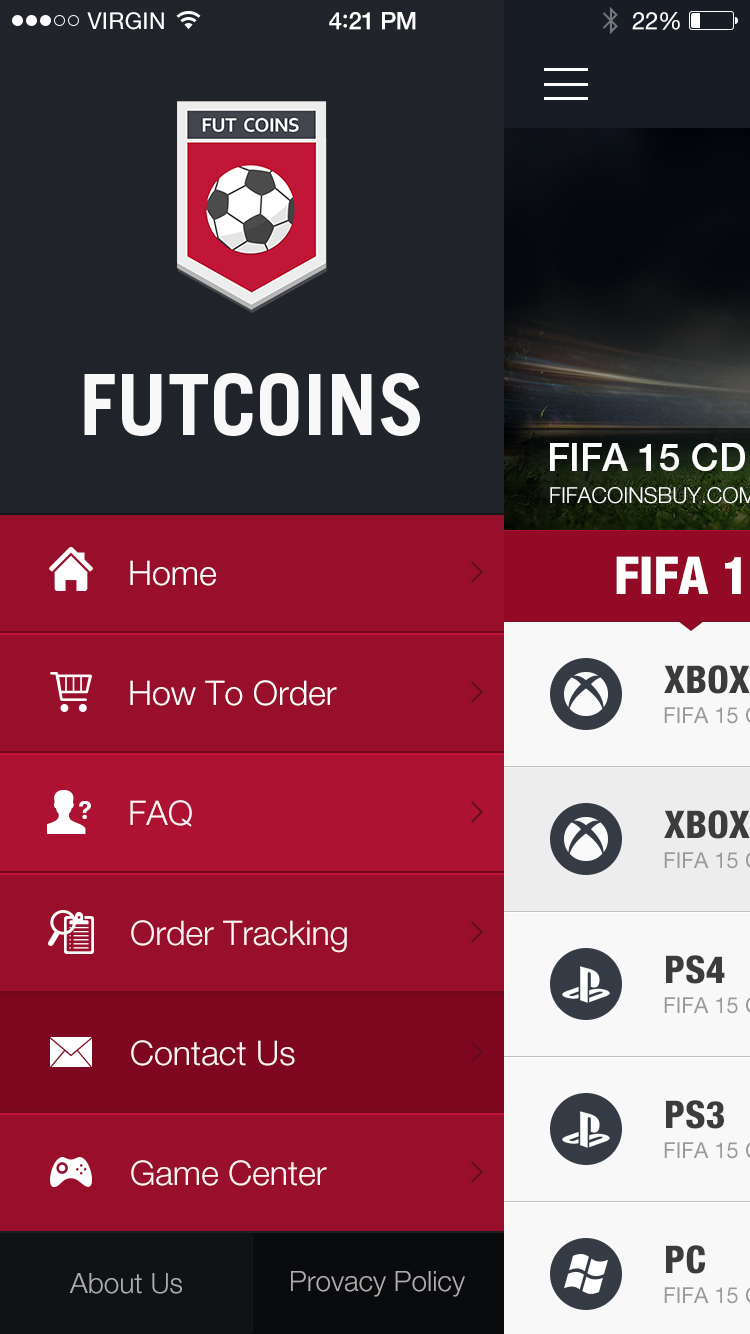 VIRGIN
4:21 PM
22%
FUT COINS
FUTCOINS
Home
How To Order
?
FAQ
Order Tracking
Contact Us
Game Center
About Us
Provacy Policy
FIFA 15 CD
FIFACOINSBUY.COM
FIFA 1
XBOX
FIFA 15 C
XBOX
FIFA 15 C
PS4
FIFA 15 C
PS3
FIFA 15 C
PC
FIFA 15 C